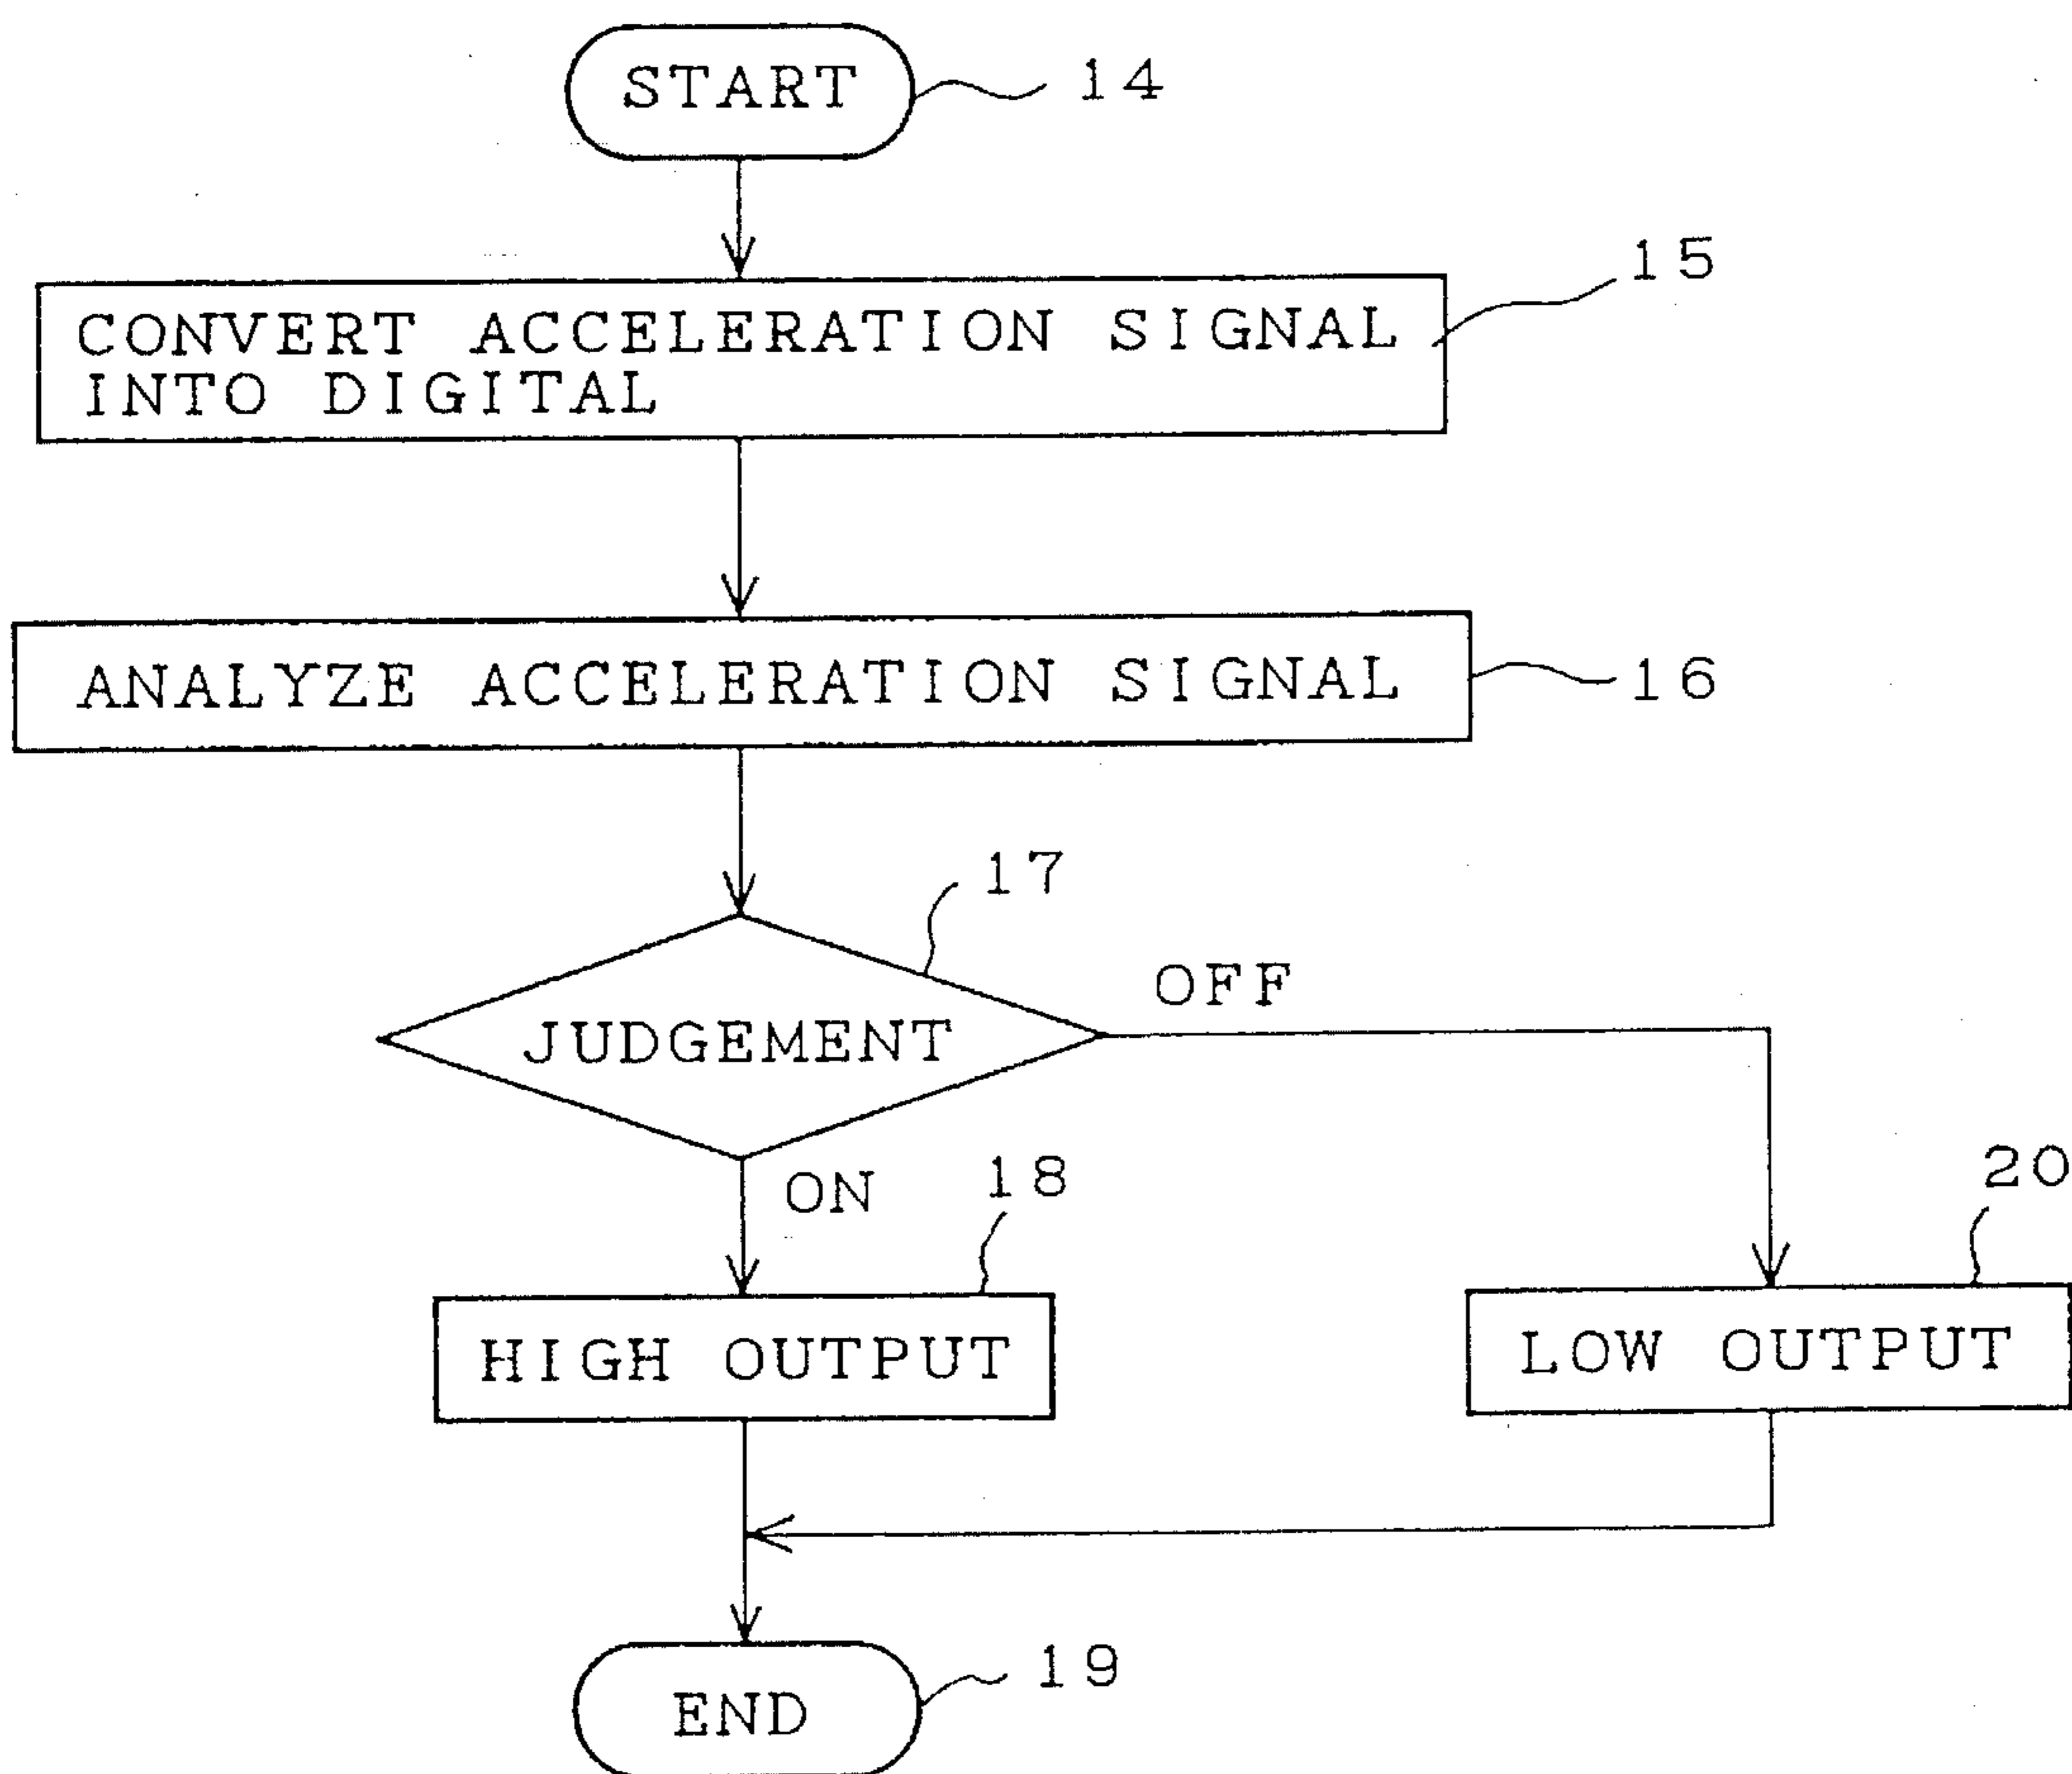 START
14
15
CONVERT ACCELERATION SIGNAL
INTO DIGITAL
ANALYZE ACCELERATION SIGNAL
16
17
OFF
JUDGEMENT
ON
18
20
HIGH OUTPUT
LOW OUTPUT
19
END